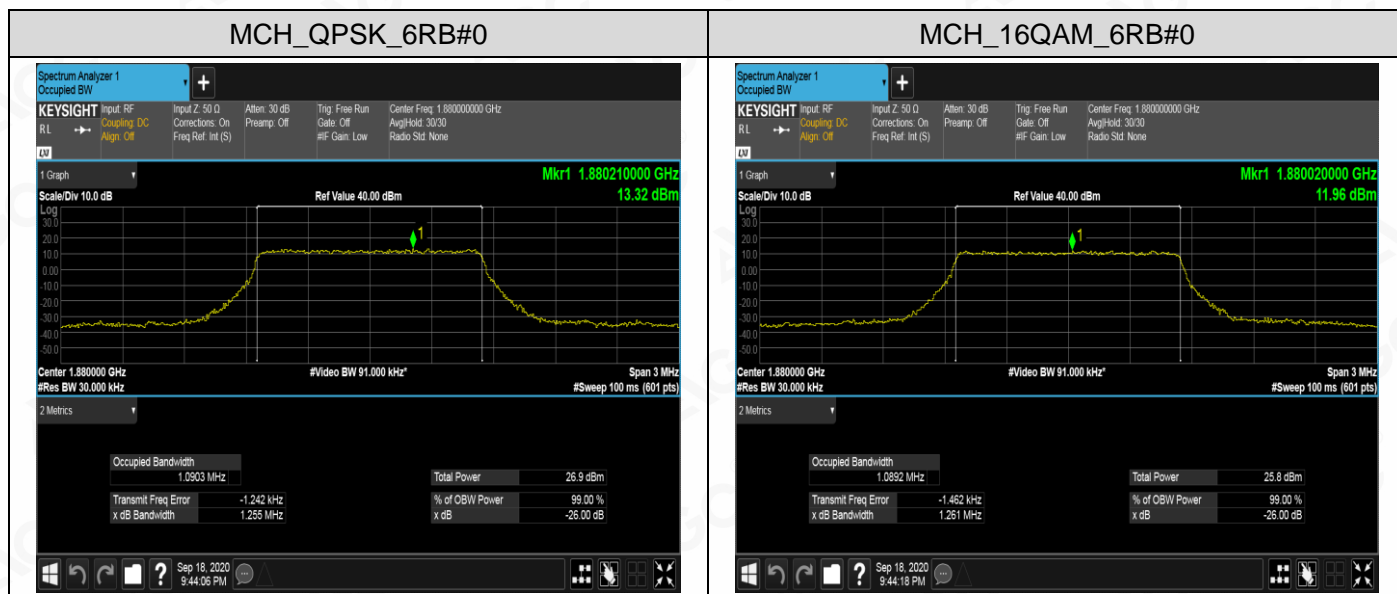 MCH_QPSK_6RB#0
Spectrum Analyzer 1
Occupied BW
+
KEYSIGHT
RL
Input: RF
Coupling: DC
Align: Off
Input Z: 50 Ω
Corrections: On
Freq Ref: Int (S)
Atten: 30 dB
Preamp: Off
Trig: Free Run
Gate: Off
#IF Gain: Low
Center Freq: 1.880000000 GHz
Avg|Hold: 30/30
Radio Std: None
1 Graph
Mkr1 1.880210000 GHz
Scale/Div 10.0 dB
Ref Value 40.00 dBm
13.32 dBm
Log
30.0
20.0
10.0
0.00
-10.0
-20.0
-30.0
-40.0
-50.0
1
Center 1.880000 GHz
#Video BW 91.000 kHz*
Span 3 MHz
#Res BW 30.000 kHz
#Sweep 100 ms (601 pts)
2 Metrics
Occupied Bandwidth
1.0903 MHz
Total Power 26.9 dBm
Transmit Freq Error -1.242 kHz
% of OBW Power 99.00 %
x dB Bandwidth 1.255 MHz
x dB -26.00 dB
?
Sep 18, 2020
9:44:06 PM
MCH_16QAM_6RB#0
Spectrum Analyzer 1
Occupied BW
+
KEYSIGHT
RL
Input: RF
Coupling: DC
Align: Off
Input Z: 50 Ω
Corrections: On
Freq Ref: Int (S)
Atten: 30 dB
Preamp: Off
Trig: Free Run
Gate: Off
#IF Gain: Low
Center Freq: 1.880000000 GHz
Avg|Hold: 30/30
Radio Std: None
1 Graph
Mkr1 1.880020000 GHz
Scale/Div 10.0 dB
Ref Value 40.00 dBm
11.96 dBm
Log
30.0
20.0
10.0
0.00
-10.0
-20.0
-30.0
-40.0
-50.0
1
Center 1.880000 GHz
#Video BW 91.000 kHz*
Span 3 MHz
#Res BW 30.000 kHz
#Sweep 100 ms (601 pts)
2 Metrics
Occupied Bandwidth
1.0892 MHz
Total Power 25.8 dBm
Transmit Freq Error -1.462 kHz
% of OBW Power 99.00 %
x dB Bandwidth 1.261 MHz
x dB -26.00 dB
?
Sep 18, 2020
9:44:18 PM